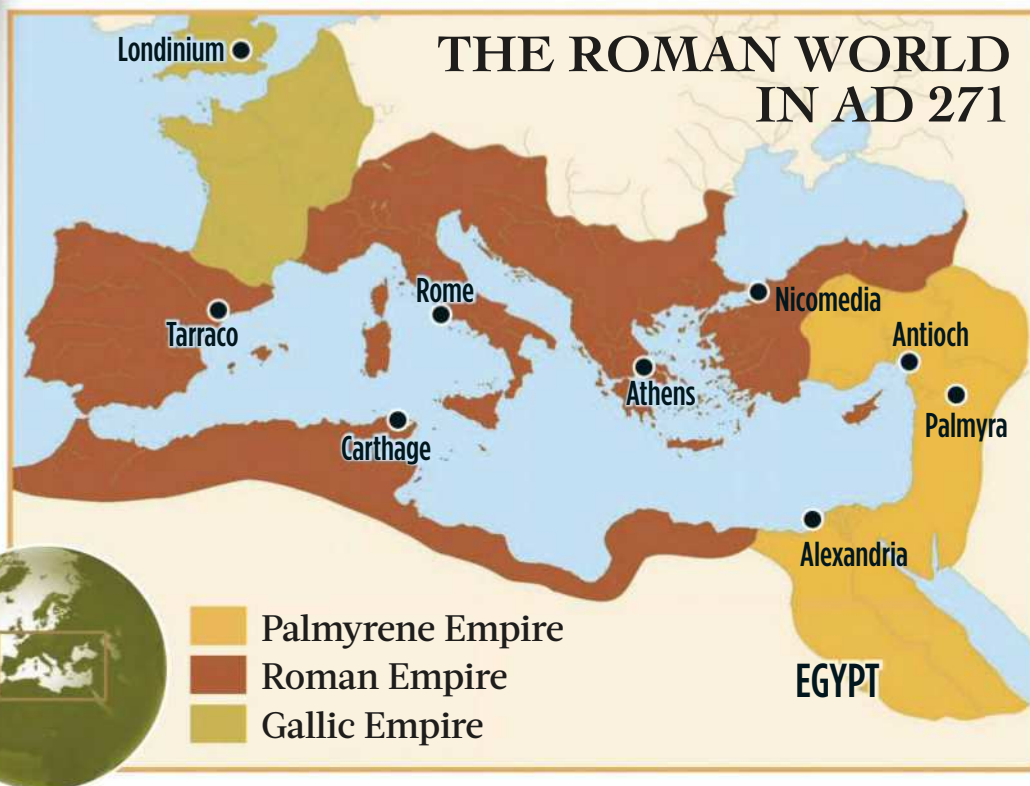 THE ROMAN WORLD
IN AD 271
Londinium
Tarraco
Rome
Nicomedia
Antioch
Athens
Palmyra
Carthage
Alexandria
EGYPT
Palmyrene Empire
Roman Empire
Gallic Empire